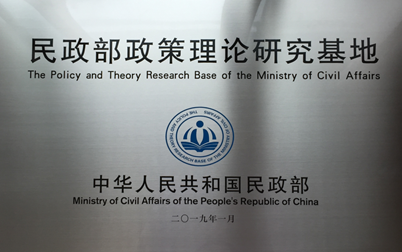 民政部政策理论研究基地
The Policy and Theory Research Base of the Ministry of Civil Affairs
中华人民共和国民政部
Ministry of Civil Affairs of the People's Republic of China
二〇一九年一月